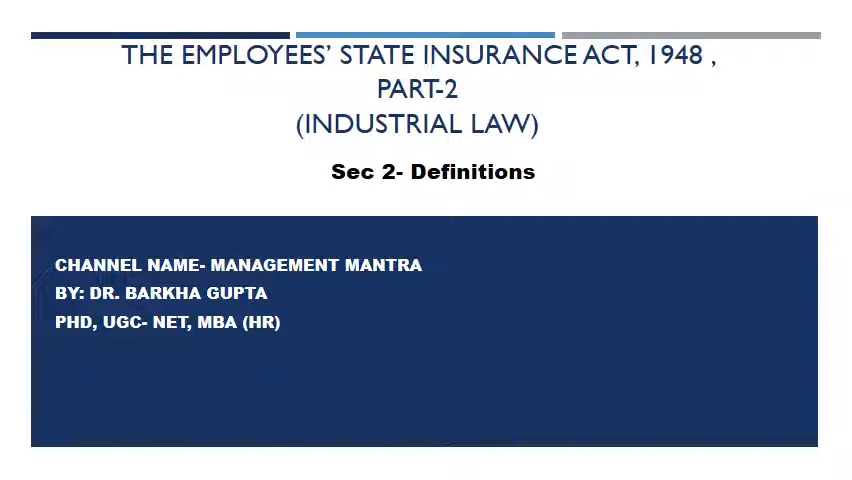 THE EMPLOYEES' STATE INSURANCE ACT, 1948 ,
PART-2
(INDUSTRIAL LAW)
Sec 2- Definitions
CHANNEL NAME- MANAGEMENT MANTRA
BY: DR. BARKHA GUPTA
PHD, UGC- NET, MBA (HR)